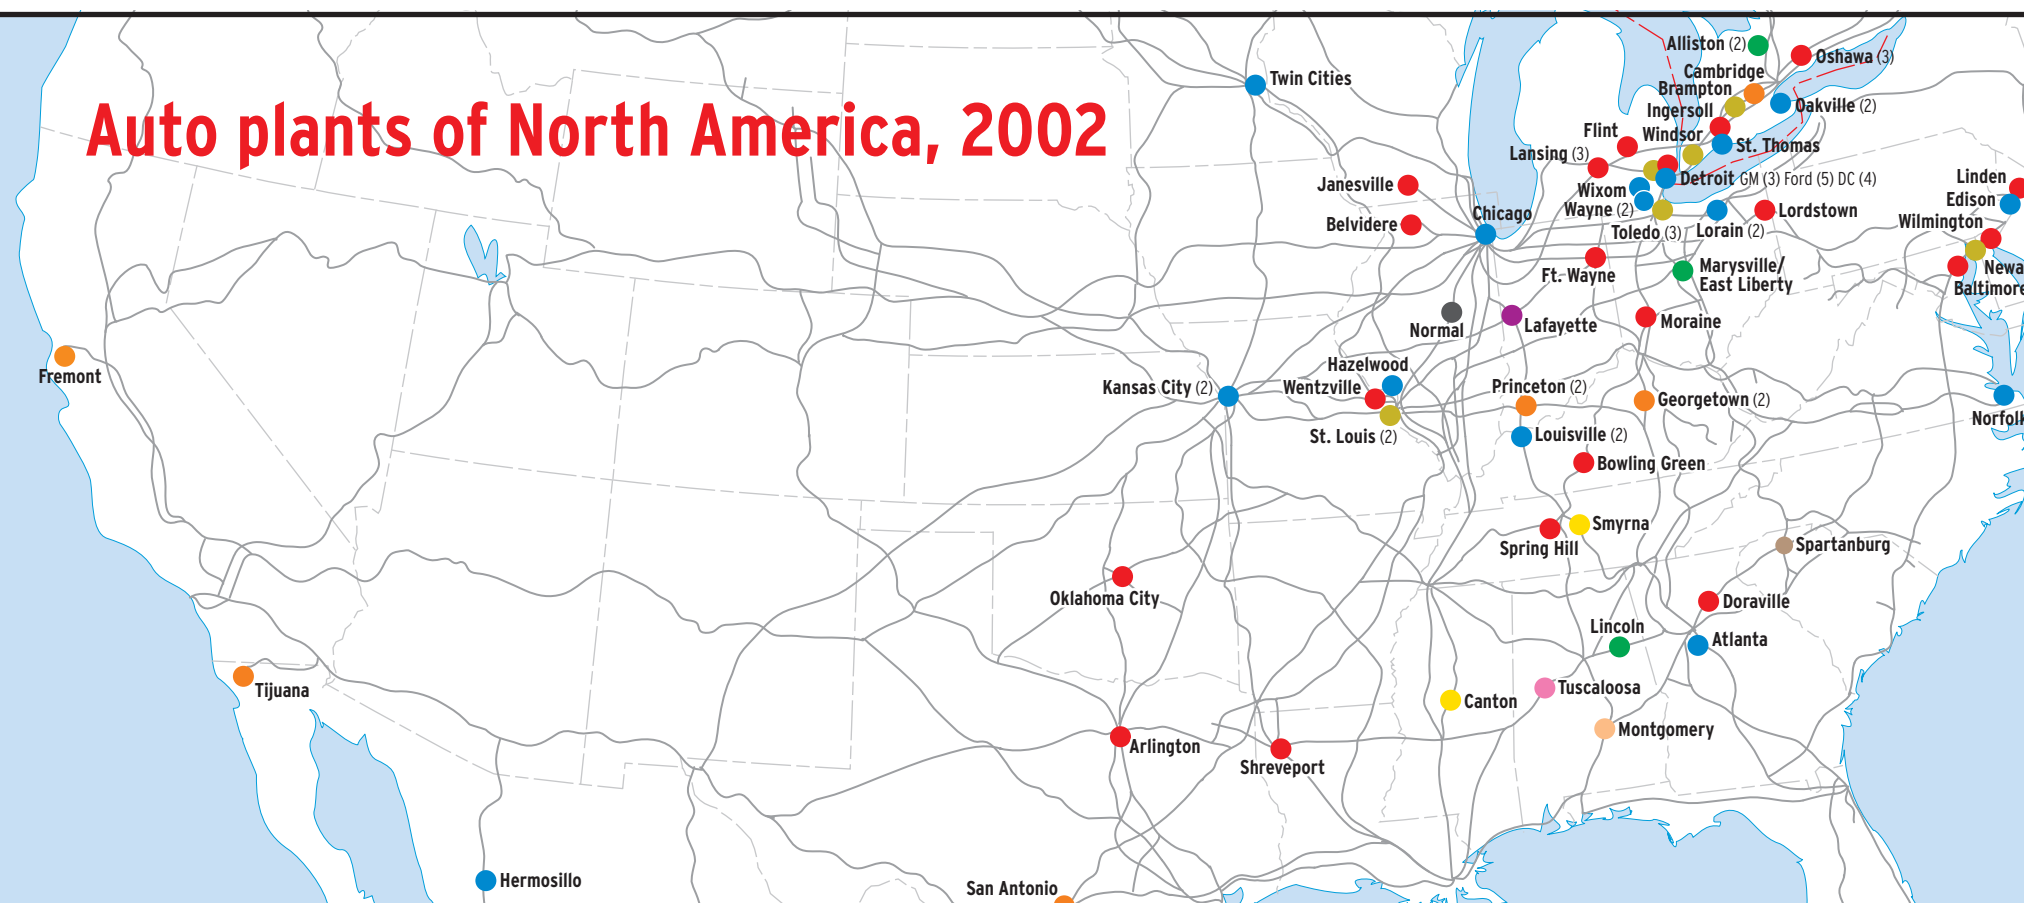 Auto plants of North America, 2002
Alliston (2)
Oshawa (3)
Twin Cities
Cambridge
Brampton
Oakville (2)
Ingersoll
Flint
Windsor
St. Thomas
Lansing (3)
Detroit GM (3) Ford (5) DC (4)
Linden
Janesville
Wixom
Edison
Wayne (2)
Lordstown
Chicago
Belvidere
Toledo (3)
Lorain (2)
Wilmington
Ft. Wayne
Marysville/
East Liberty
Newa
Baltimore
Normal
Lafayette
Moraine
Fremont
Hazelwood
Kansas City (2)
Wentzville
Princeton (2)
Georgetown (2)
Norfolk
St. Louis (2)
Louisville (2)
Bowling Green
Smyrna
Spring Hill
Spartanburg
Oklahoma City
Doraville
Lincoln
Atlanta
Tijuana
Tuscaloosa
Canton
Montgomery
Arlington
Shreveport
Hermosillo
San Antonio